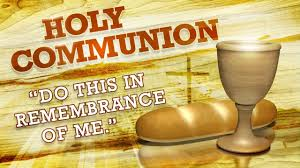 HOLY
COMMUNION
“DO THIS IN
REMEMBRANCE
OF ME.”